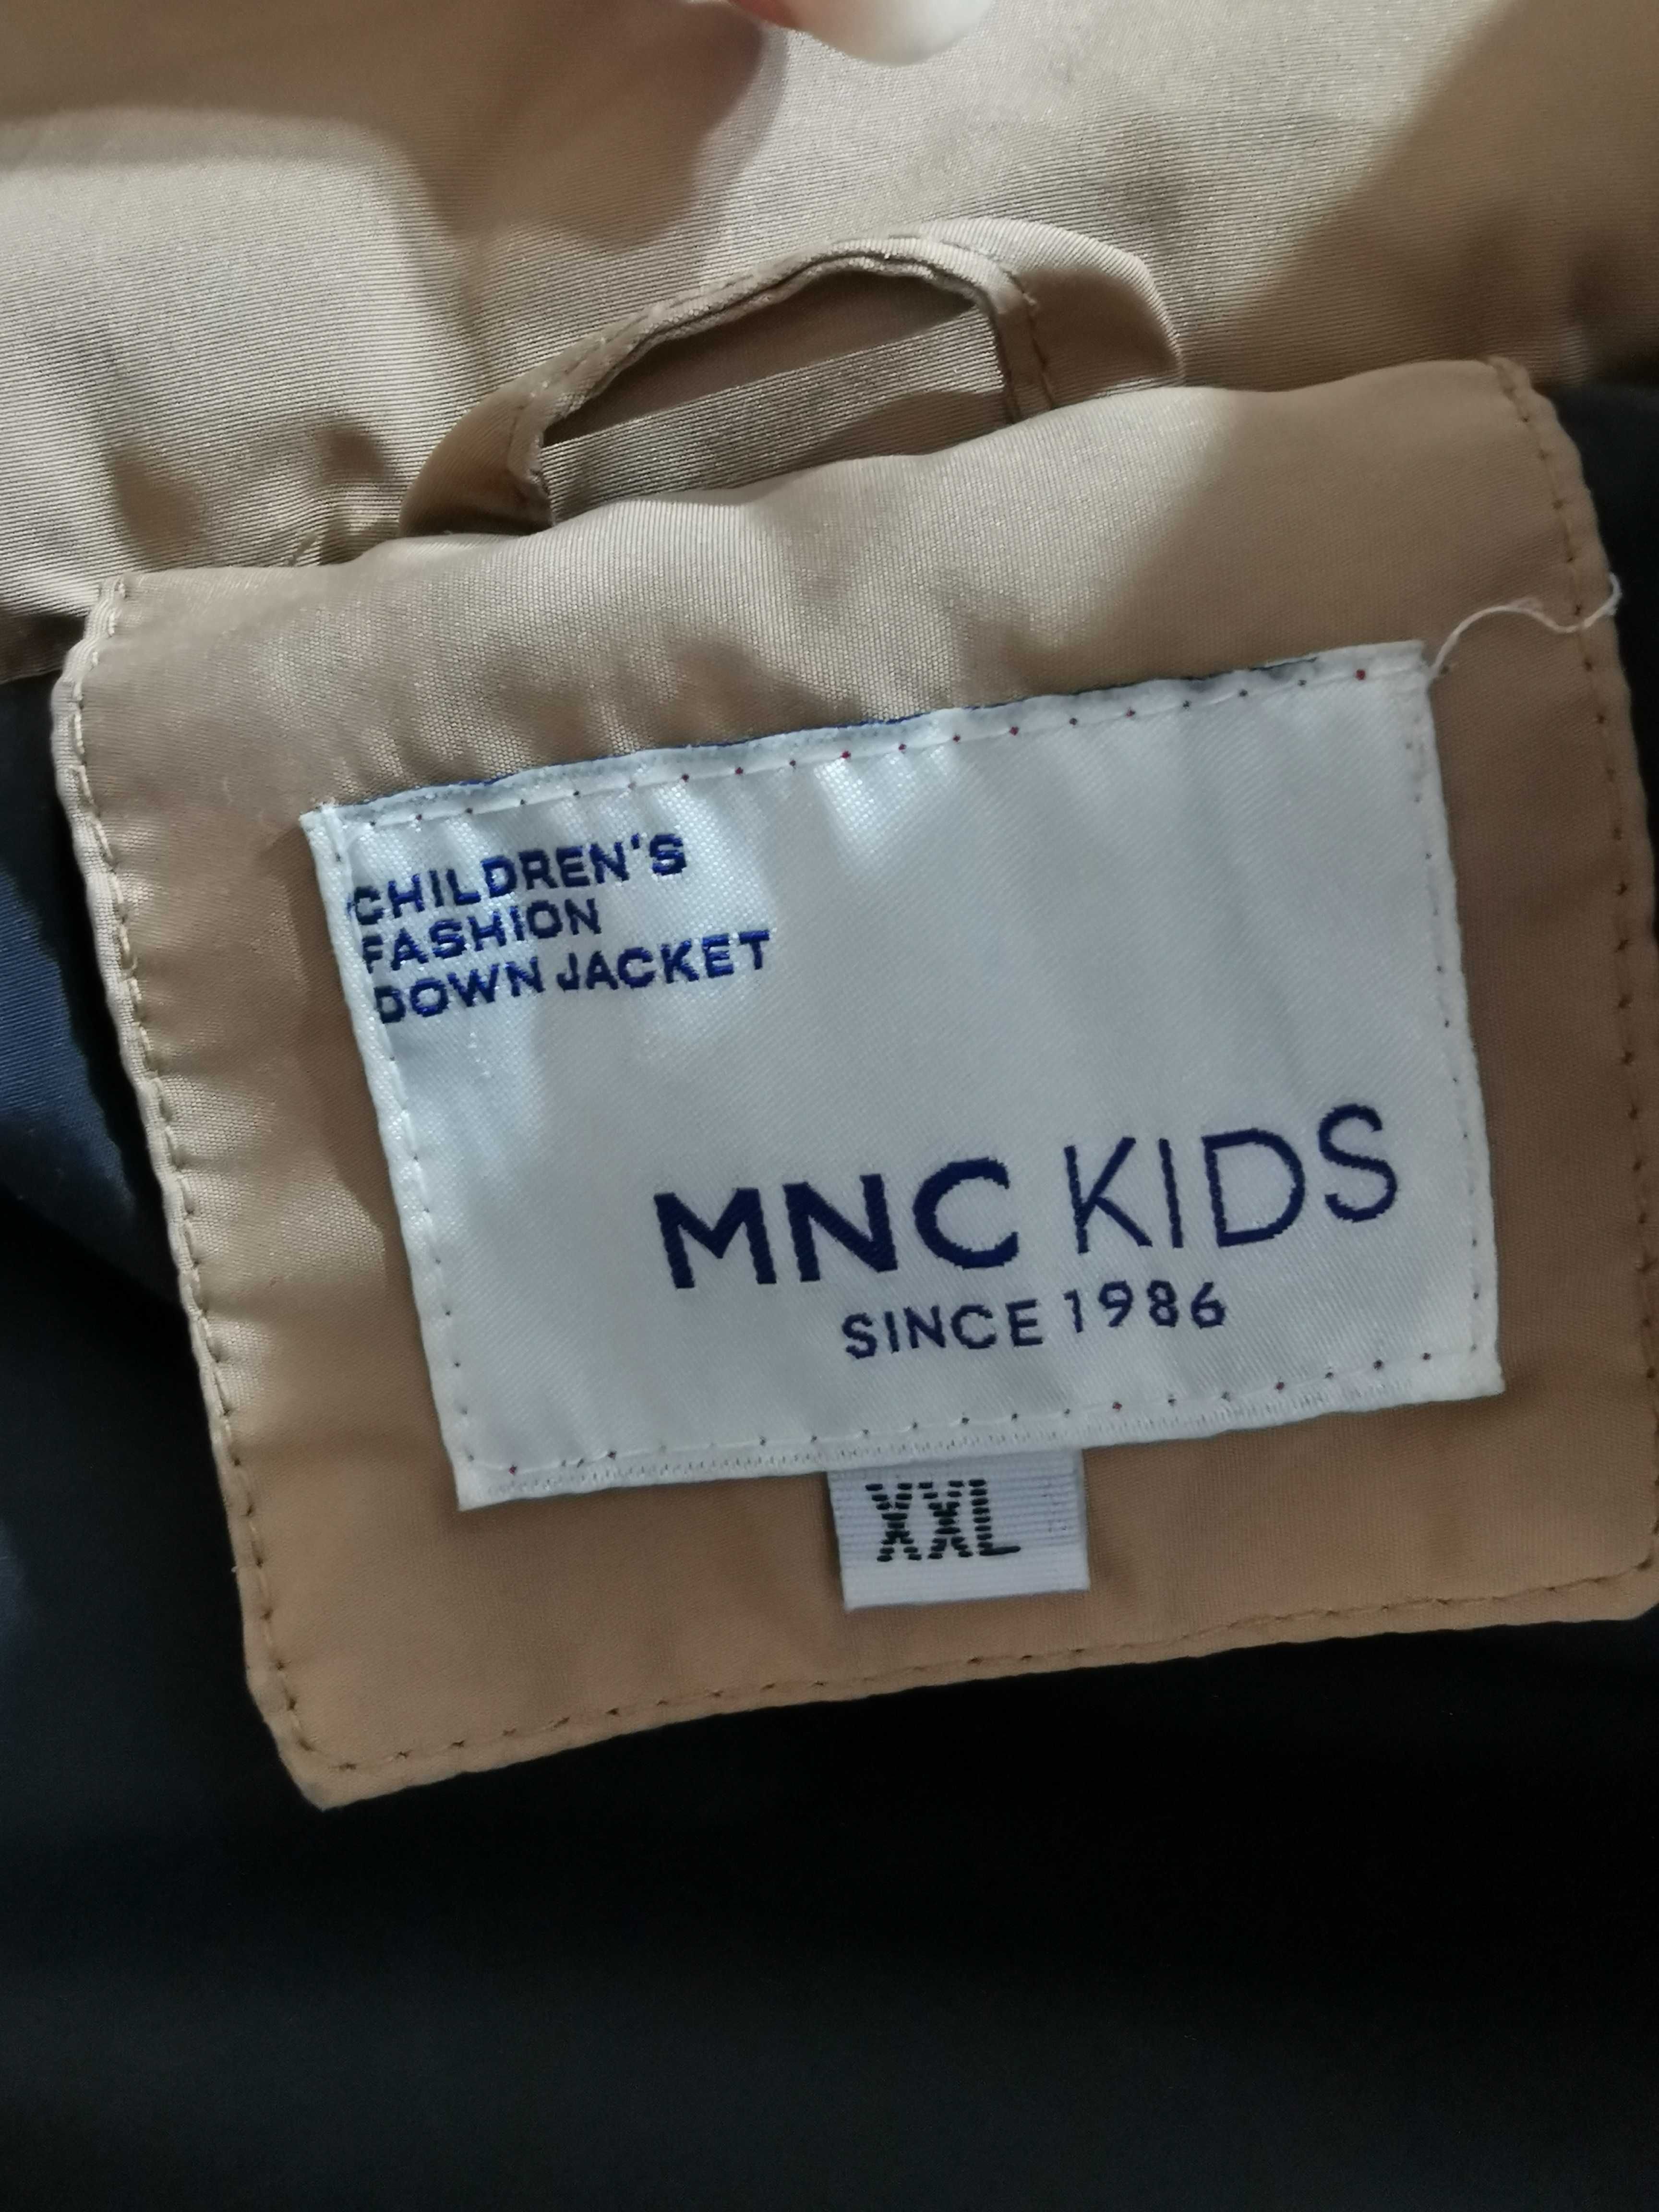 CHILDREN'S
FASHION
DOWN JACKET
MNC KIDS
SINCE 1986
XXL